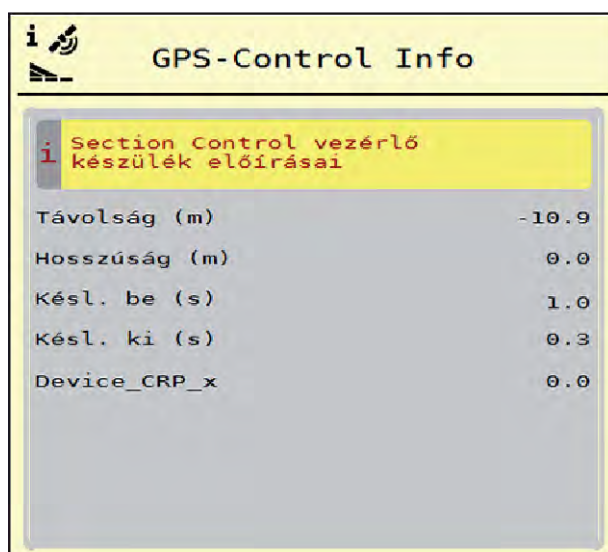 i
GPS-Control Info
i Section Control vezérlő
készülék előírásai
Távolság (m) -10.9
Hosszúság (m) 0.0
Késl. be (s) 1.0
Késl. ki (s) 0.3
Device_CRP_x 0.0